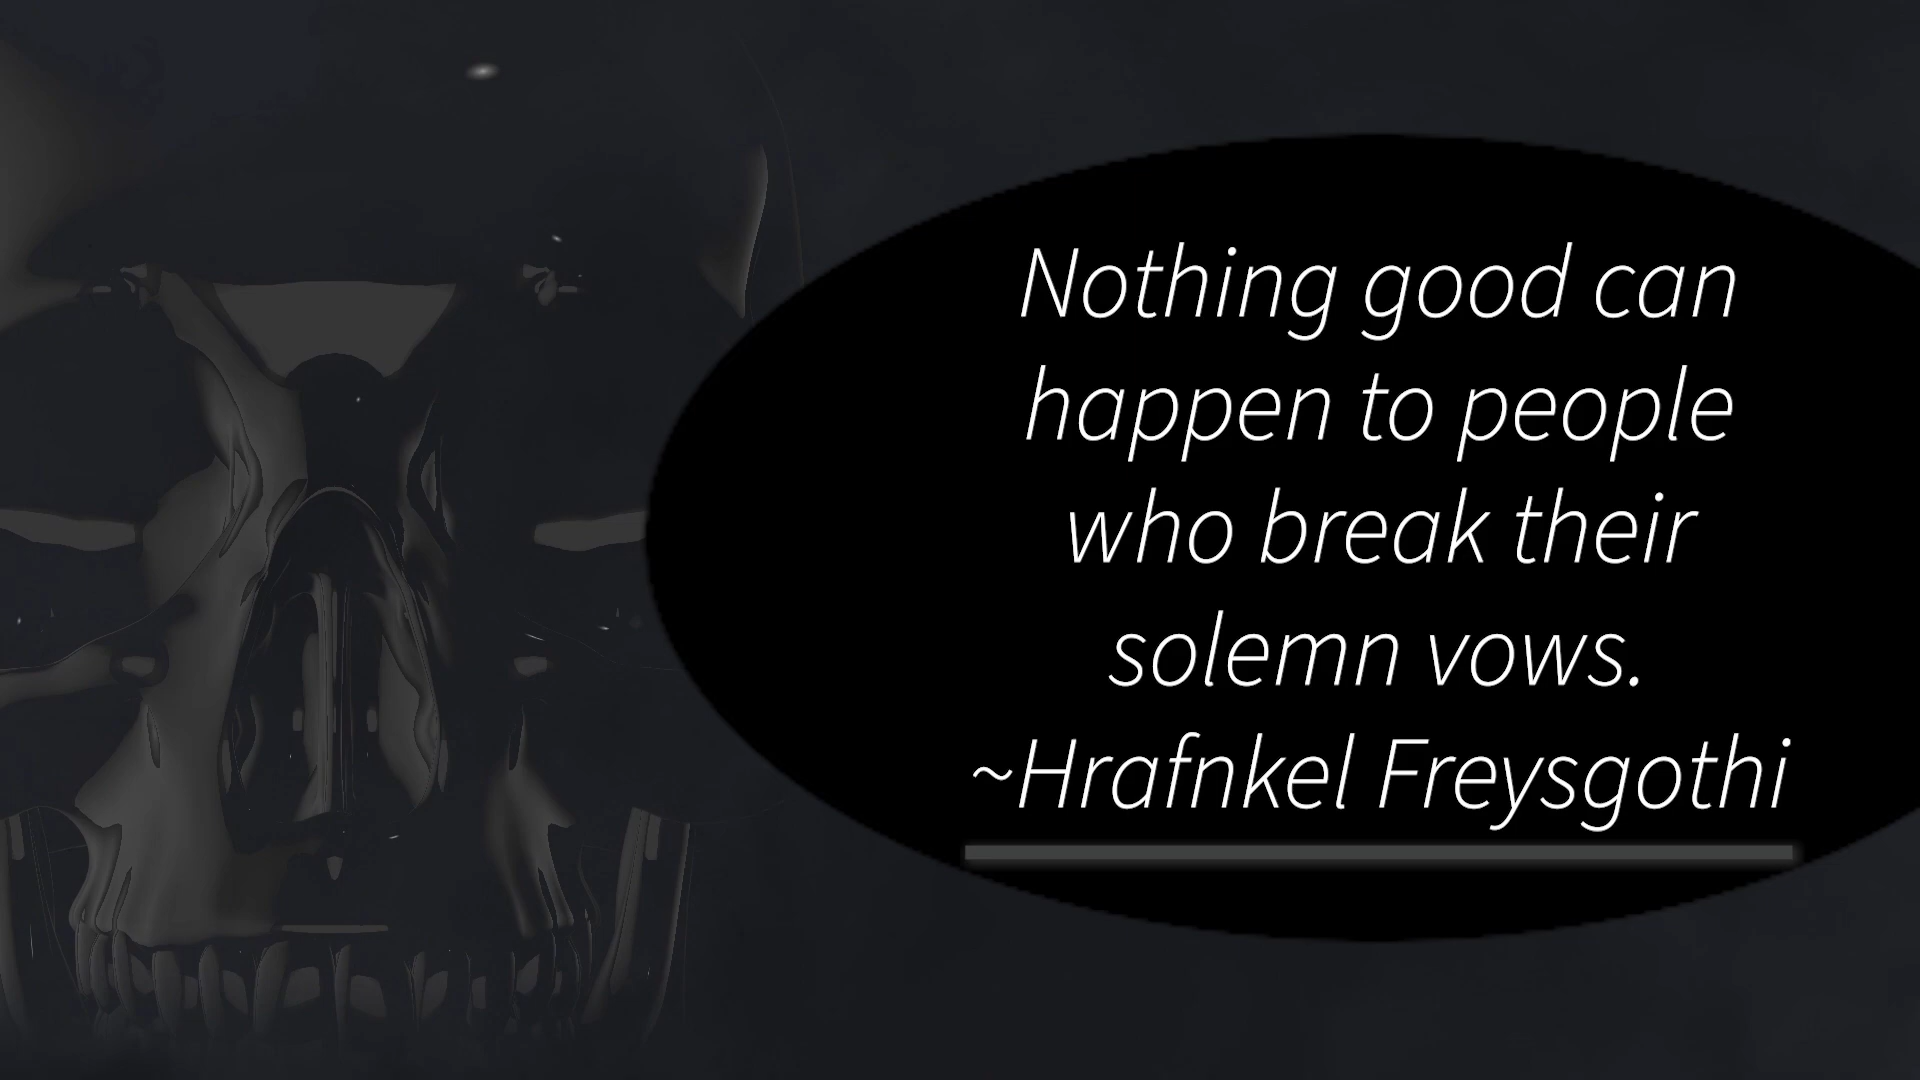 Nothing good can
happen to people
who break their
solemn vows.
~Hrafnkel Freysgothi